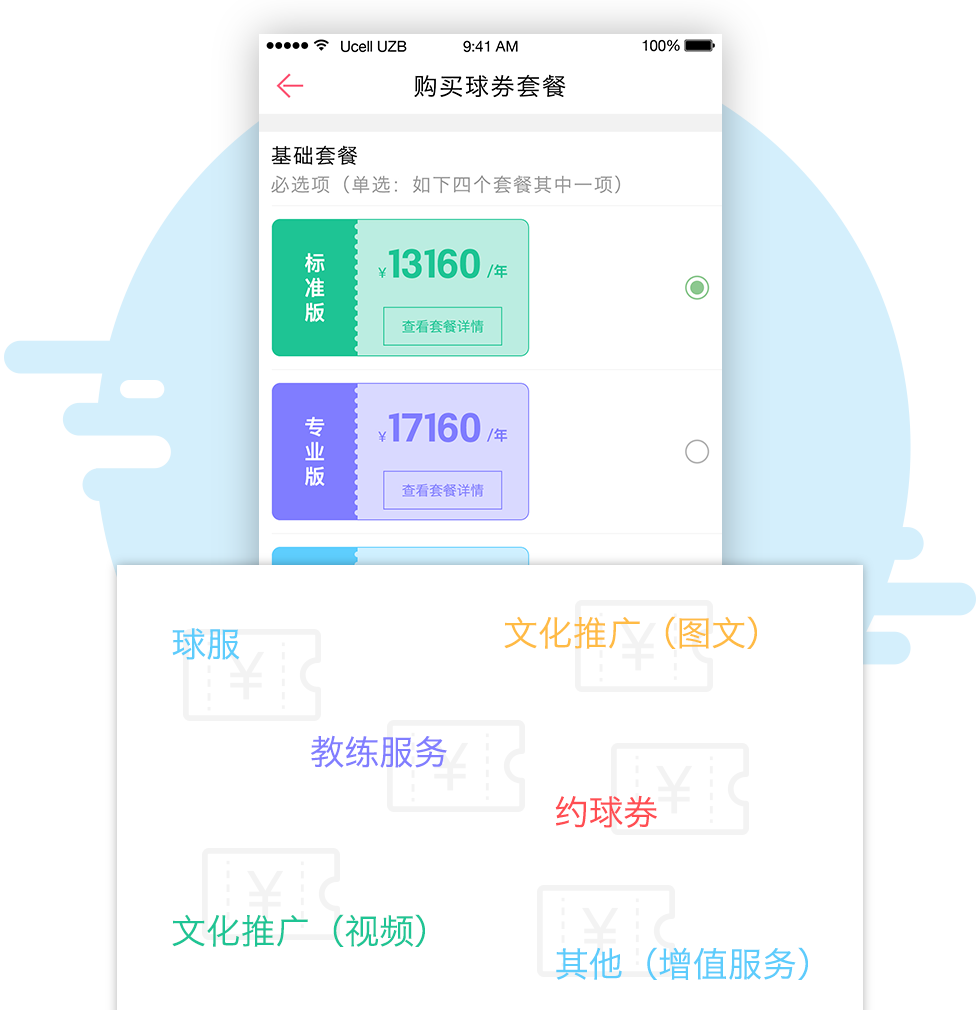 Ucell UZB 9:41 AM 100%
购买球券套餐
基础套餐
必选项（单选：如下四个套餐其中一项）
标准版
¥13160 /年
查看套餐详情
专业版
¥17160 /年
查看套餐详情
球服
文化推广（图文）
教练服务
约球券
文化推广（视频）
其他（增值服务）
¥
¥
¥
¥
¥
¥